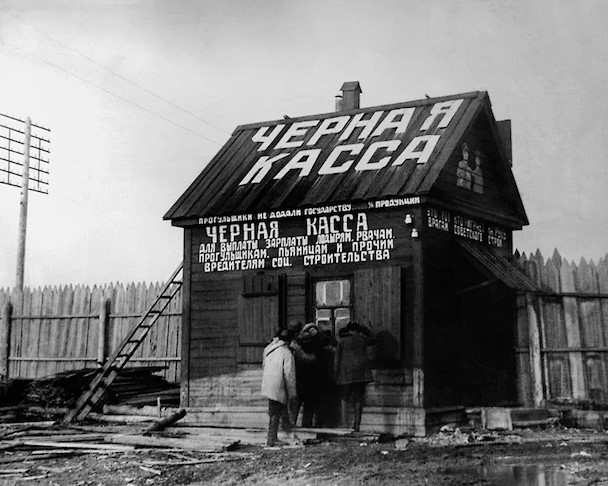 ЧЕРНАЯ
КАССА
ПРОГУЛЬЩИКИ НЕ ДОДАЛИ ГОСУДАРСТВУ...... % ПРОДУКЦИИ
ЧЕРНАЯ КАССА
ДЛЯ ВЫПЛАТЫ ЗАРПЛАТЫ ЛОДЫРЯМ, РВАЧАМ,
ПРОГУЛЬЩИКАМ, ПЬЯНИЦАМ И ПРОЧИМ
ВРЕДИТЕЛЯМ СОЦ. СТРОИТЕЛЬСТВА
ВРАГАМ СОВЕТСКОГО